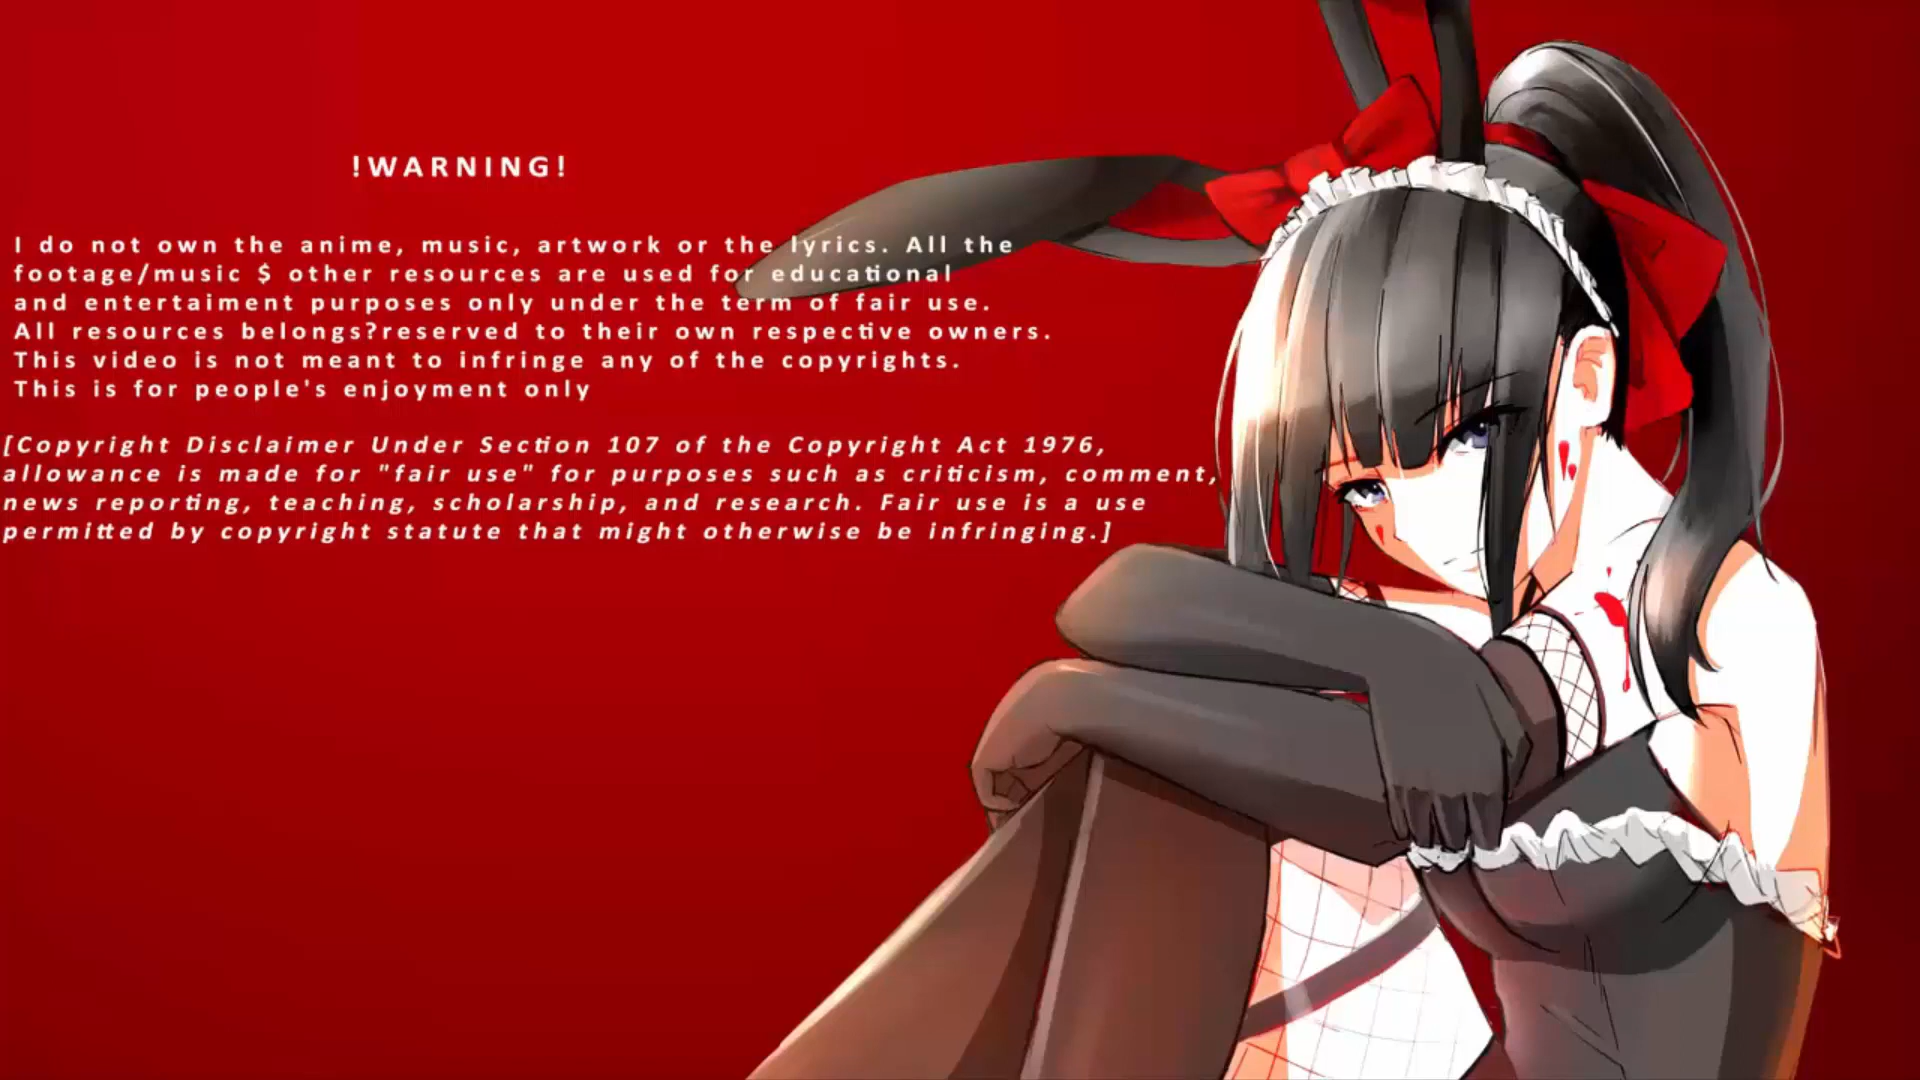 !WARNING!
I do not own the anime, music, artwork or the lyrics. All the
footage/music $ other resources are used for educational
and entertaiment purposes only under the term of fair use.
All resources belongs?reserved to their own respective owners.
This video is not meant to infringe any of the copyrights.
This is for people's enjoyment only
[Copyright Disclaimer Under Section 107 of the Copyright Act 1976,
allowance is made for "fair use" for purposes such as criticism, comment,
news reporting, teaching, scholarship, and research. Fair use is a use
permitted by copyright statute that might otherwise be infringing.]